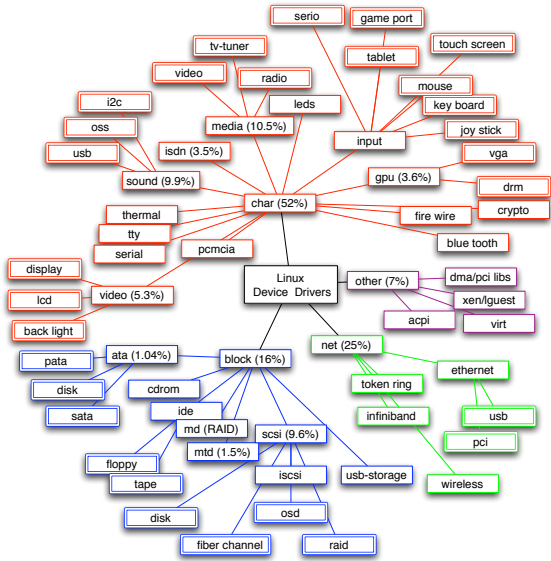 serio
game port
tv-tuner
touch screen
tablet
video
radio
mouse
i2c
leds
key board
oss
media (10.5%)
joy stick
isdn (3.5%)
input
usb
vga
sound (9.9%)
gpu (3.6%)
drm
char (52%)
thermal
fire wire
crypto
tty
serial
pcmcia
blue tooth
display
Linux
Device Drivers
other (7%)
dma/pci libs
lcd
video (5.3%)
xen/lguest
back light
acpi
virt
net (25%)
pata
ata (1.04%)
block (16%)
ethernet
disk
cdrom
token ring
sata
ide
infiniband
usb
md (RAID)
scsi (9.6%)
pci
mtd (1.5%)
floppy
iscsi
usb-storage
tape
wireless
disk
osd
fiber channel
raid